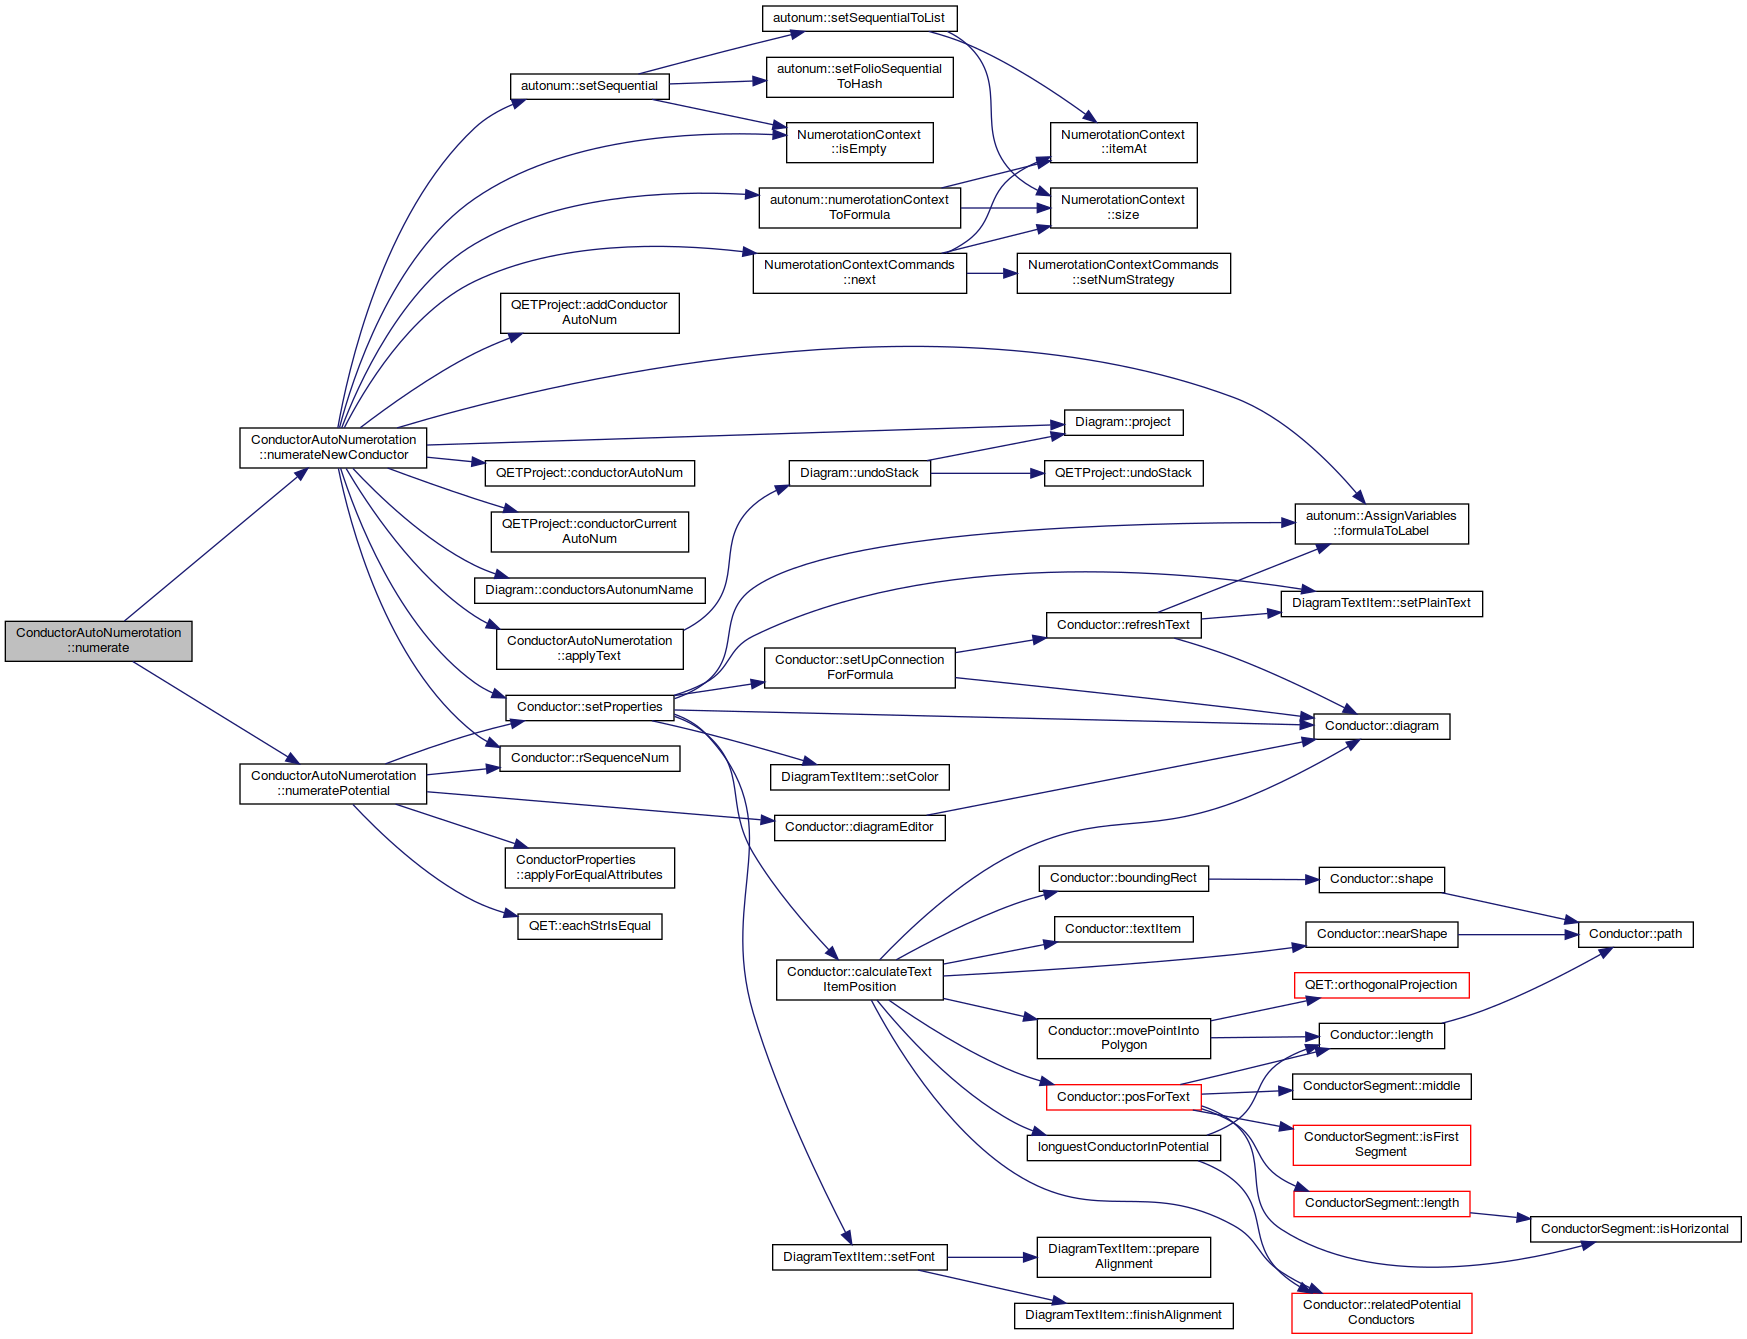 autonum::setSequentialToList
autonum::setFolioSequential
ToHash
autonum::setSequential
NumerotationContext
::isEmpty
NumerotationContext
::itemAt
autonum::numerotationContext
ToFormula
NumerotationContext
::size
NumerotationContextCommands
::next
NumerotationContextCommands
::setNumStrategy
QETProject::addConductor
AutoNum
Diagram::project
ConductorAutoNumerotation
::numerateNewConductor
QETProject::conductorAutoNum
Diagram::undoStack
QETProject::undoStack
QETProject::conductorCurrent
AutoNum
autonum::AssignVariables
::formulaToLabel
Diagram::conductorsAutonumName
DiagramTextItem::setPlainText
ConductorAutoNumerotation
::numerate
ConductorAutoNumerotation
::applyText
Conductor::refreshText
Conductor::setUpConnection
ForFormula
Conductor::setProperties
Conductor::diagram
Conductor::rSequenceNum
DiagramTextItem::setColor
ConductorAutoNumerotation
::numeratePotential
Conductor::diagramEditor
ConductorProperties
::applyForEqualAttributes
QET::eachStrIsEqual
Conductor::boundingRect
Conductor::shape
Conductor::textItem
Conductor::nearShape
Conductor::path
Conductor::calculateText
ItemPosition
QET::orthogonalProjection
Conductor::movePointInto
Polygon
Conductor::length
Conductor::posForText
ConductorSegment::middle
longuestConductorInPotential
ConductorSegment::isFirst
Segment
ConductorSegment::length
ConductorSegment::isHorizontal
DiagramTextItem::setFont
DiagramTextItem::prepare
Alignment
DiagramTextItem::finishAlignment
Conductor::relatedPotential
Conductors